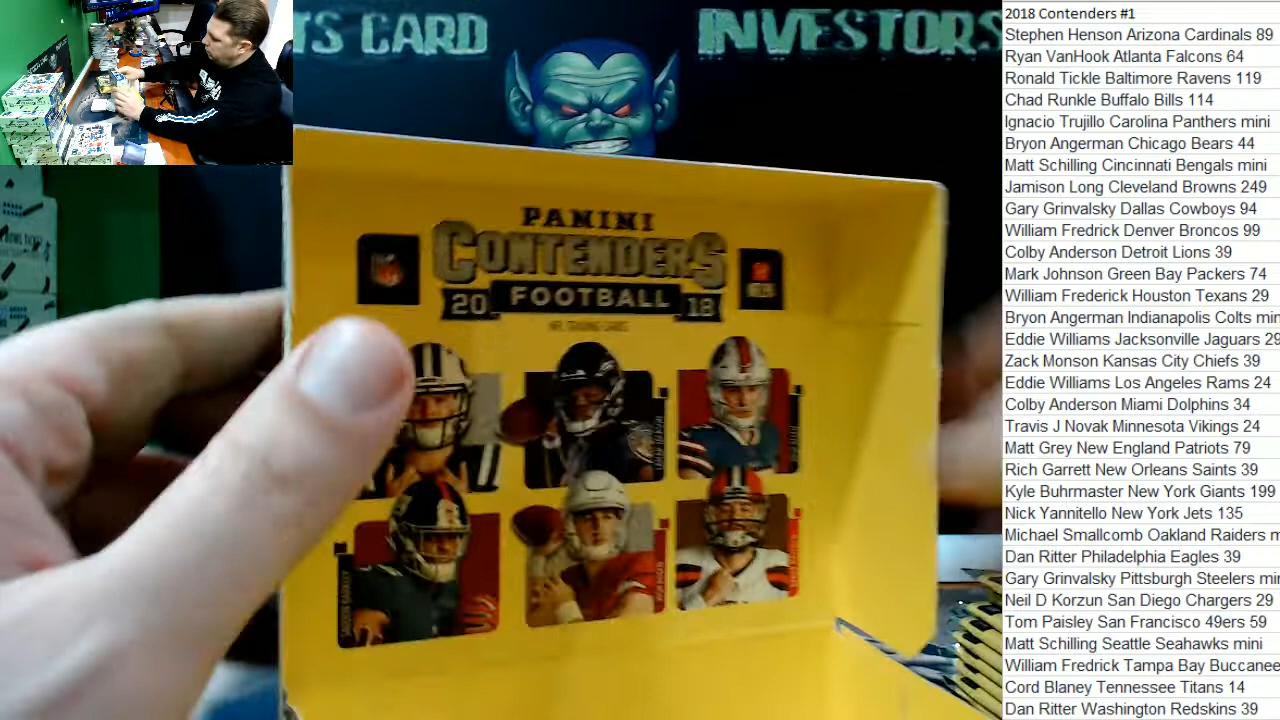 TS CARD
INVESTORS
PANINI
CONTENDERS
20 FOOTBALL 18
2018 Contenders #1
Stephen Henson Arizona Cardinals 89
Ryan VanHook Atlanta Falcons 64
Ronald Tickle Baltimore Ravens 119
Chad Runkle Buffalo Bills 114
Ignacio Trujillo Carolina Panthers mini
Bryon Angerman Chicago Bears 44
Matt Schilling Cincinnati Bengals mini
Jamison Long Cleveland Browns 249
Gary Grinvalsky Dallas Cowboys 94
William Fredrick Denver Broncos 99
Colby Anderson Detroit Lions 39
Mark Johnson Green Bay Packers 74
William Frederick Houston Texans 29
Bryon Angerman Indianapolis Colts min
Eddie Williams Jacksonville Jaguars 29
Zack Monson Kansas City Chiefs 39
Eddie Williams Los Angeles Rams 24
Colby Anderson Miami Dolphins 34
Travis J Novak Minnesota Vikings 24
Matt Grey New England Patriots 79
Rich Garrett New Orleans Saints 39
Kyle Buhrmaster New York Giants 199
Nick Yannitello New York Jets 135
Michael Smallcomb Oakland Raiders m
Dan Ritter Philadelphia Eagles 39
Gary Grinvalsky Pittsburgh Steelers mi
Neil D Korzun San Diego Chargers 29
Tom Paisley San Francisco 49ers 59
Matt Schilling Seattle Seahawks mini
William Fredrick Tampa Bay Buccanee
Cord Blaney Tennessee Titans 14
Dan Ritter Washington Redskins 39